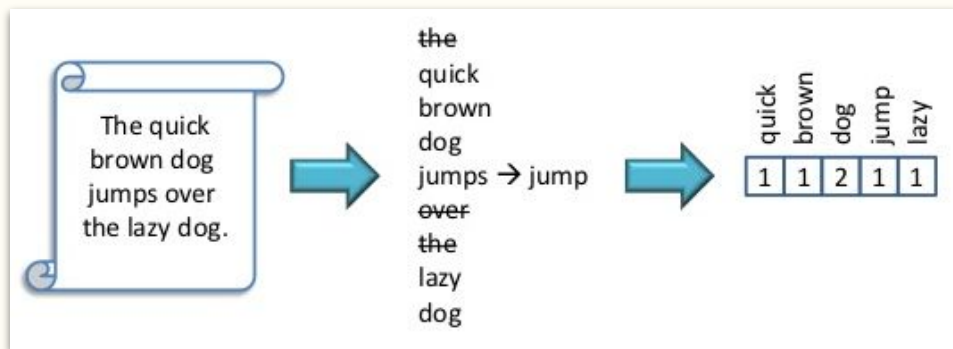 The quick
brown dog
jumps over
the lazy dog.
the
quick
brown
dog
jumps → jump
over
the
lazy
dog
quick
brown
dog
jump
lazy
1 1 2 1 1